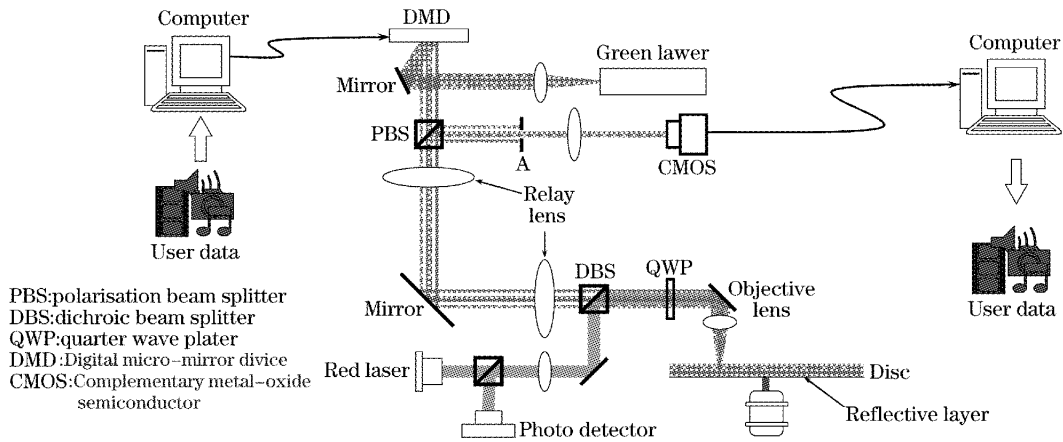 Computer
DMD
Green lawer
Computer
Mirror
PBS
A
CMOS
Relay
lens
User data
DBS
QWP
Objective
lens
User data
Mirror
PBS:polarisation beam splitter
DBS:dichroic beam splitter
QWP:quarter wave plater
DMD:Digital micro-mirror divice
CMOS:Complementary metal-oxide
semiconductor
Red laser
Disc
Reflective layer
Photo detector